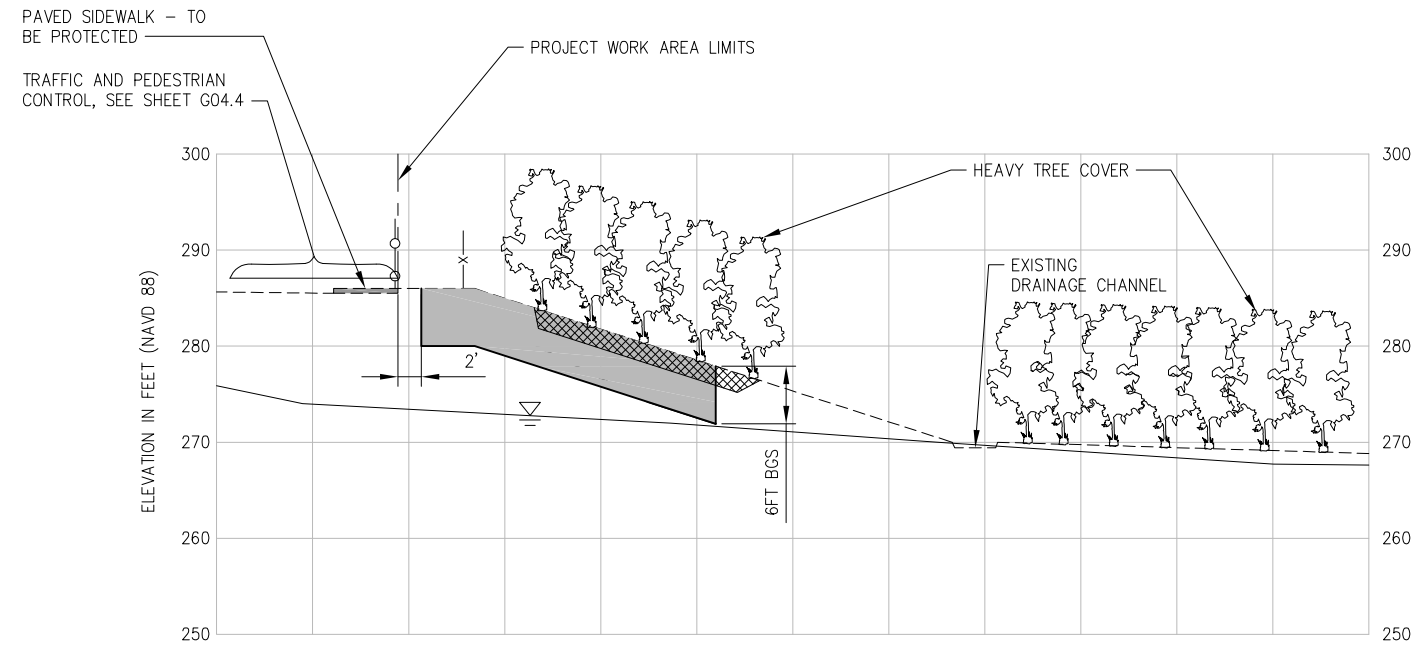 PAVED SIDEWALK – TO
BE PROTECTED
PROJECT WORK AREA LIMITS
TRAFFIC AND PEDESTRIAN
CONTROL, SEE SHEET G04.4
300
300
HEAVY TREE COVER
290
290
X
EXISTING
DRAINAGE CHANNEL
ELEVATION IN FEET (NAVD 88)
280
280
2'
270
270
6FT BGS
260
260
250
250